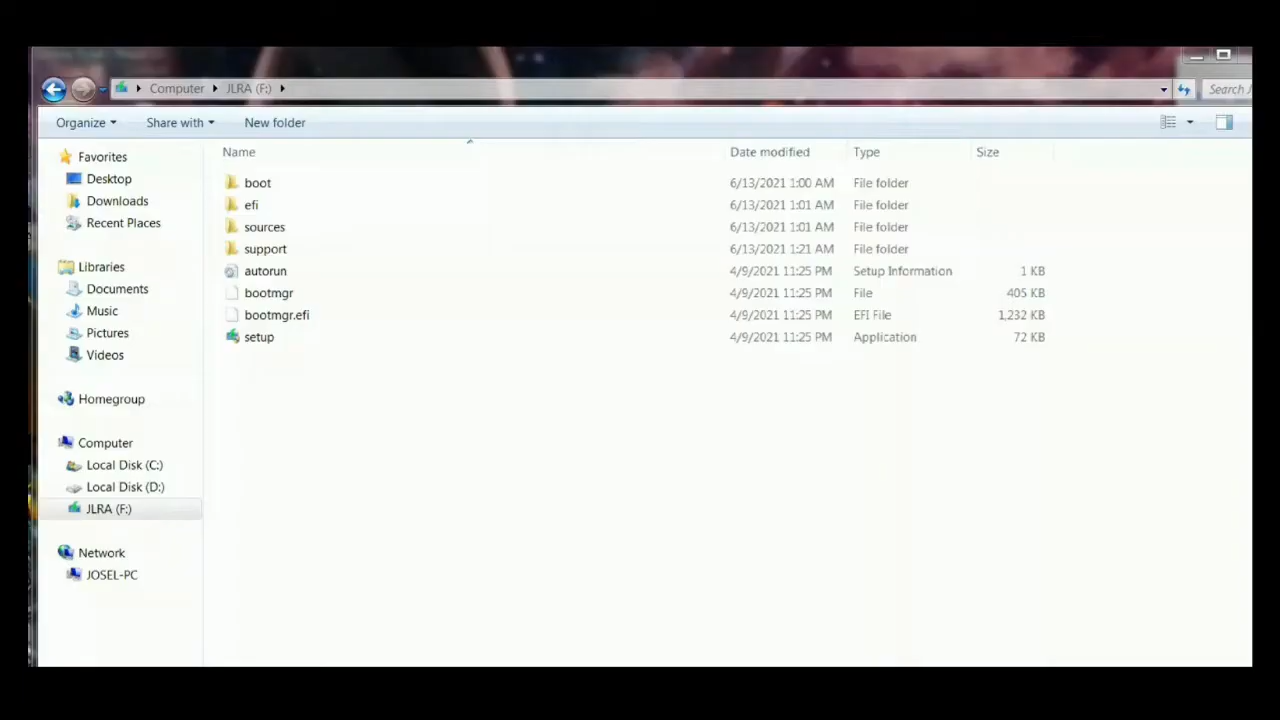 Computer JLRA (F:) Search J
Organize Share with New folder
Favorites
Desktop
Downloads
Recent Places
Libraries
Documents
Music
Pictures
Videos
Homegroup
Computer
Local Disk (C:)
Local Disk (D:)
JLRA (F:)
Network
JOSEL-PC
Name Date modified Type Size
boot 6/13/2021 1:00 AM File folder
efi 6/13/2021 1:01 AM File folder
sources 6/13/2021 1:01 AM File folder
support 6/13/2021 1:21 AM File folder
autorun 4/9/2021 11:25 PM Setup Information 1 KB
bootmgr 4/9/2021 11:25 PM File 405 KB
bootmgr.efi 4/9/2021 11:25 PM EFI File 1,232 KB
setup 4/9/2021 11:25 PM Application 72 KB